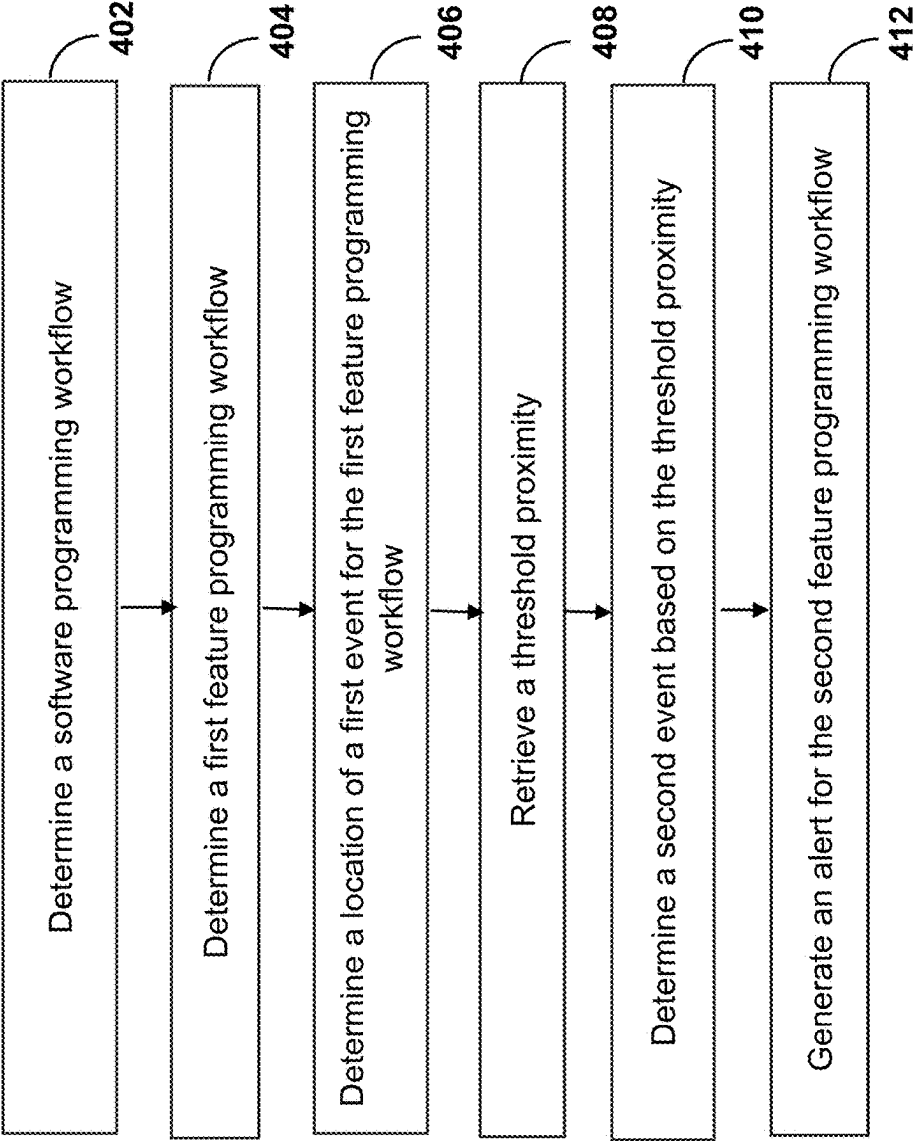 402
Determine a software programming workflow
404
Determine a first feature programming workflow
406
Determine a location of a first event for the first feature programming
workflow
408
Retrieve a threshold proximity
410
Determine a second event based on the threshold proximity
412
Generate an alert for the second feature programming workflow